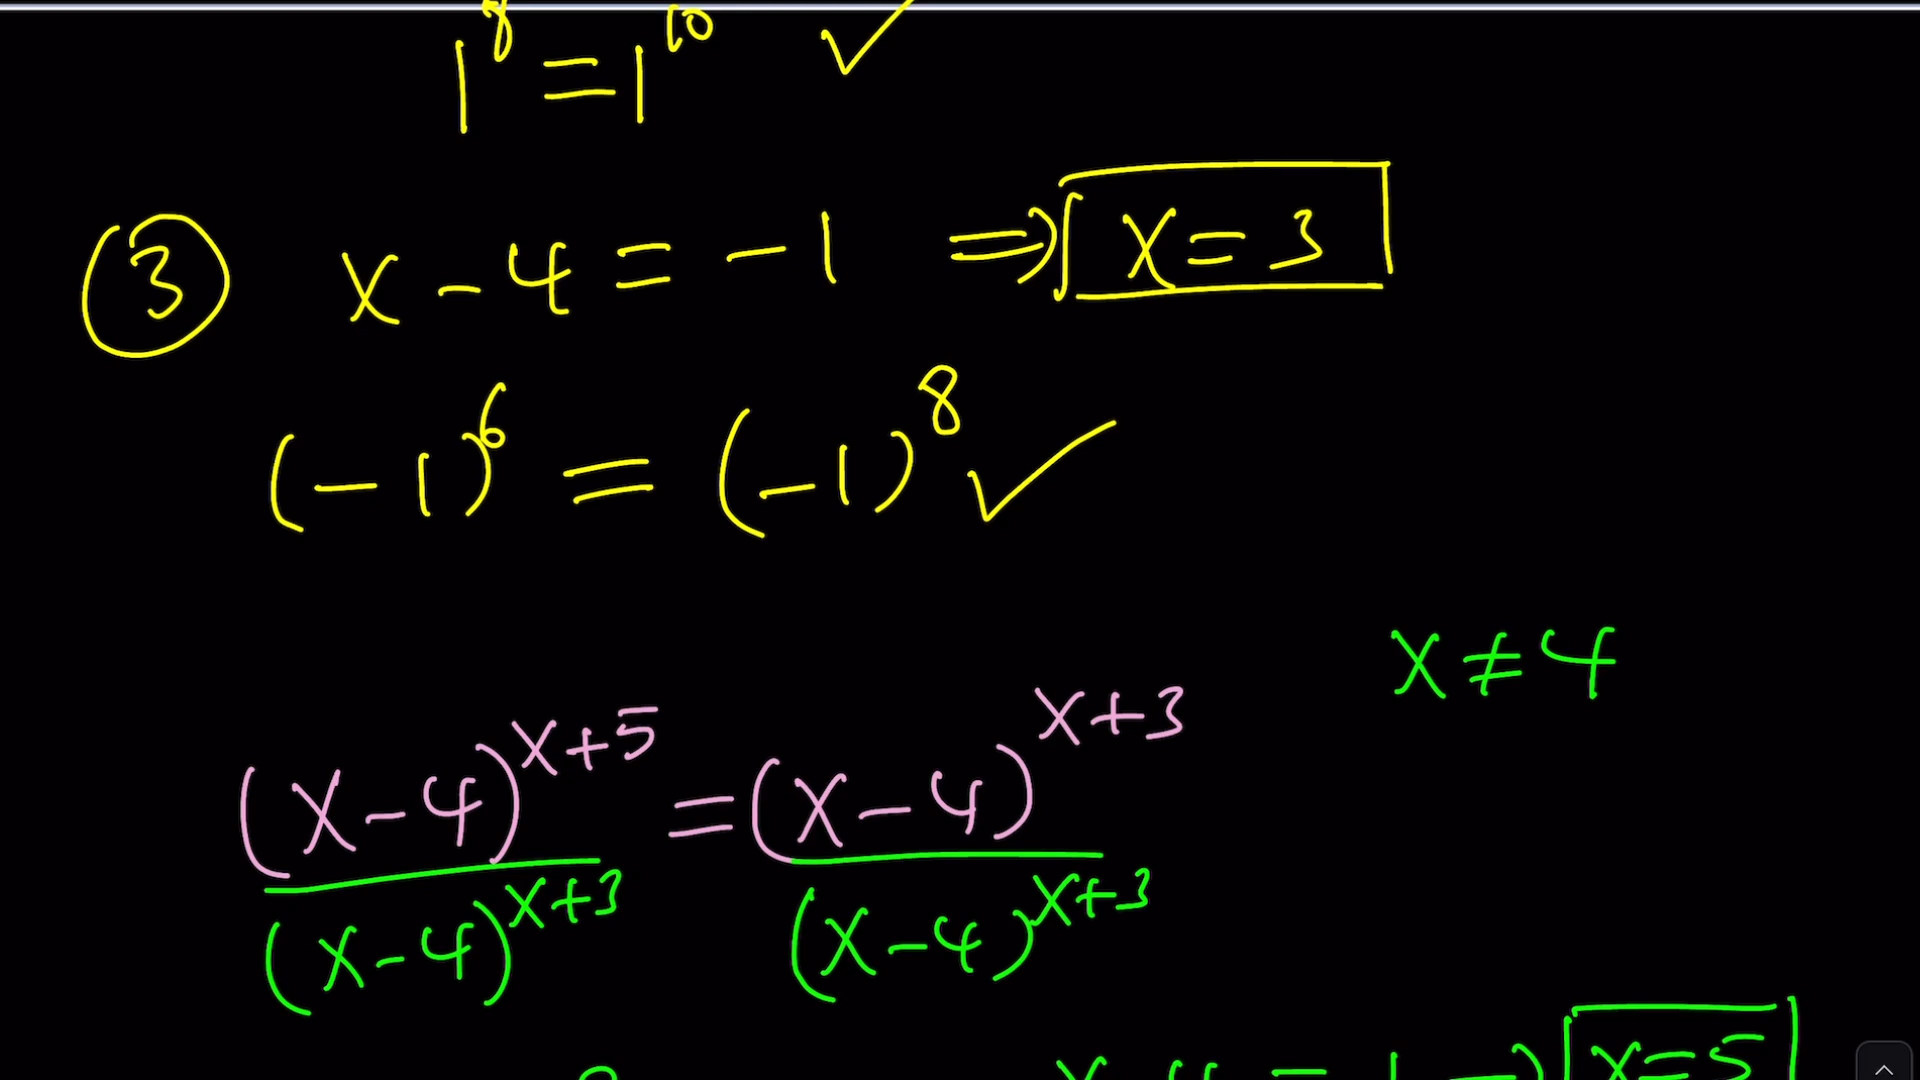 1^8 = 1^10 ✓
③ x - 4 = -1 ⇒ x = 3
(-1)^6 = (-1)^8 ✓
x ≠ 4
(x-4)^{x+5} = (x-4)^{x+3}
(x-4)^{x+3} (x-4)^{x+3}
x = 5